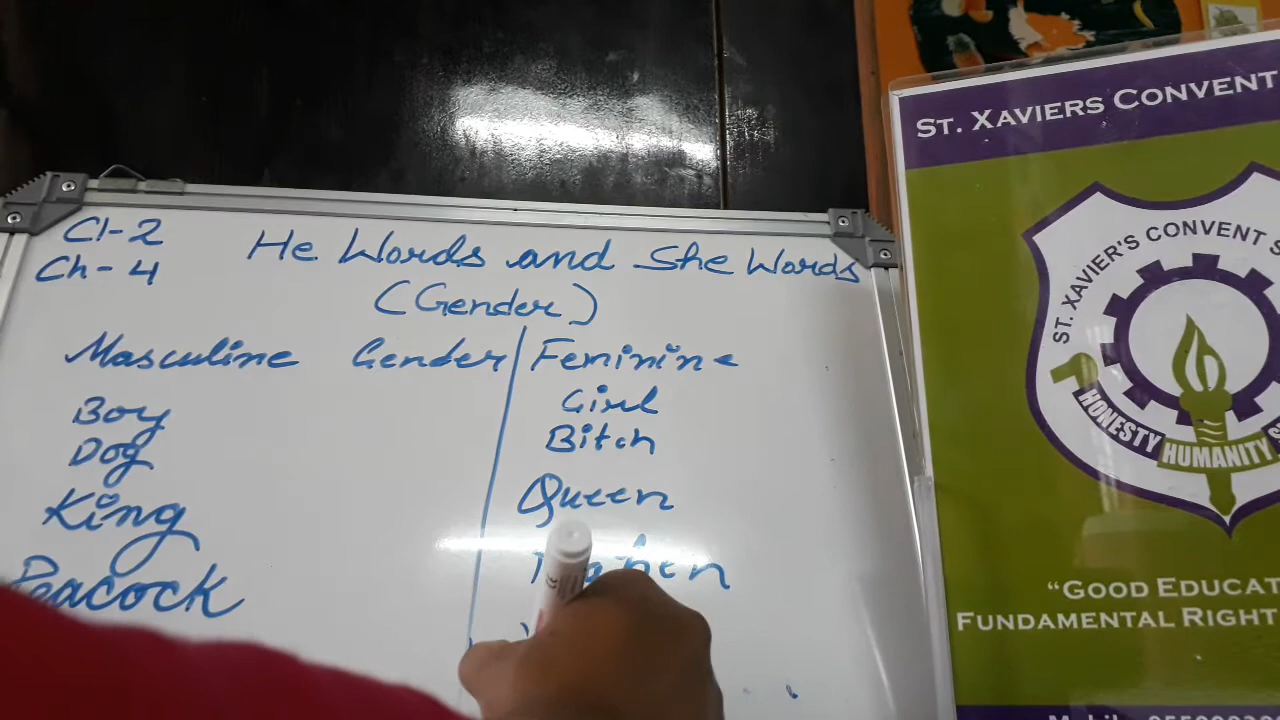 Cl-2
Ch-4
He Words and She Words
(Gender)
Masculine Gender
Feminine
Boy
Girl
Dog
Bitch
King
Queen
Peacock
ST. XAVIERS CONVENT
ST. XAVIER'S CONVENT
HONESTY
HUMANITY
"GOOD EDUCAT
FUNDAMENTAL RIGHT